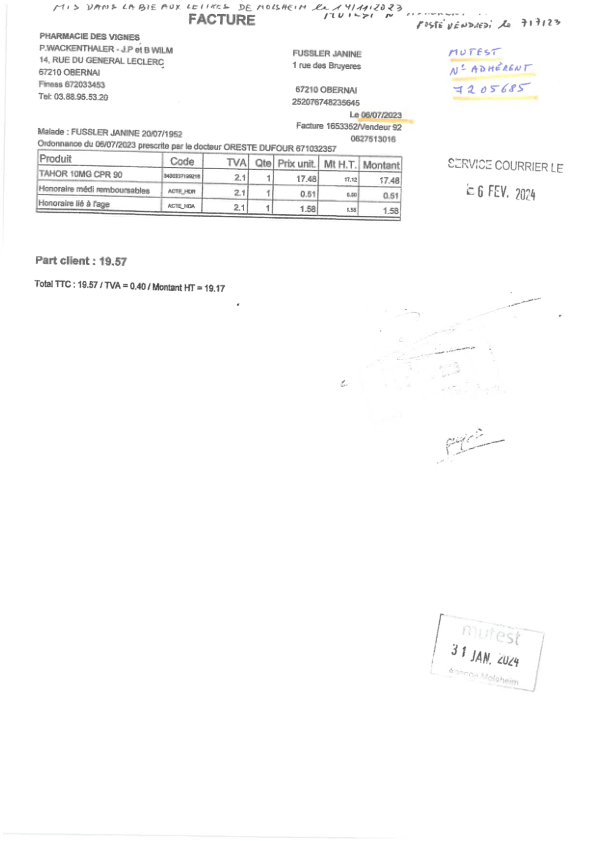 MIS DANS LA BTE AUX LETTRES DE MOLSHEIM le 14/11/2023
MUTEST N
POSTÉ VENDREDI le 7/7/23
FACTURE
PHARMACIE DES VIGNES
P.WACKENTHALER - J.P et B WILM
14, RUE DU GENERAL LECLERC
67210 OBERNAI
Finess 672033453
Tel: 03.88.95.53.20
FUSSLER JANINE
1 rue des Bruyeres
67210 OBERNAI
252076748235645
Le 06/07/2023
Facture 1653352/Vendeur 92
0627513016
MUTEST
N° ADHÉRENT
7205685
Malade : FUSSLER JANINE 20/07/1952
Ordonnance du 06/07/2023 prescrite par le docteur ORESTE DUFOUR 671032357
Produit Code TVA Qte Prix unit. Mt H.T. Montant
TAHOR 10MG CPR 90 2.1 1 17.48 17.12 17.48
Honoraire médi remboursables ACTE_HDR 2.1 1 0.51 0.50 0.51
Honoraire lié à l'age ACTE_HDA 2.1 1 1.58 1.55 1.58
SERVICE COURRIER LE
6 FEV. 2024
Part client : 19.57
Total TTC : 19.57 / TVA = 0.40 / Montant HT = 19.17
mutest
31 JAN. 2024
Agence Molsheim